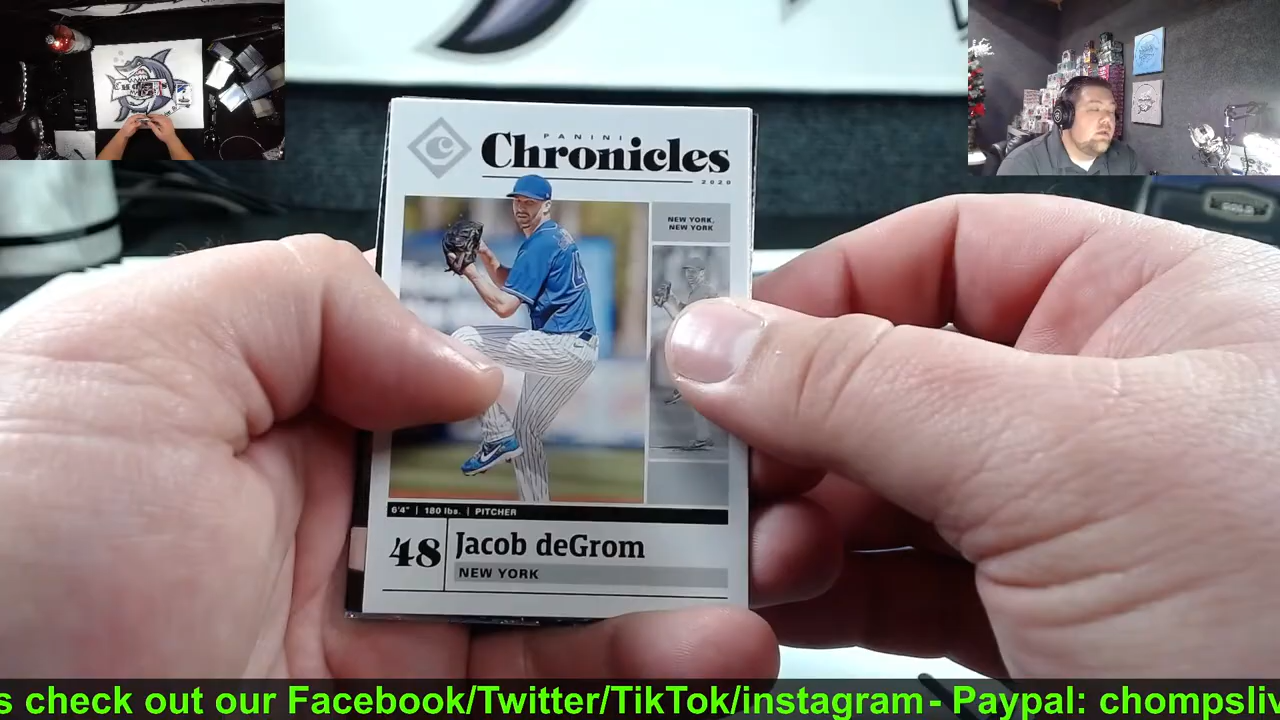 PANINI
Chronicles
2020
NEW YORK,
NEW YORK
6'4" | 180 lbs. | PITCHER
48
Jacob deGrom
NEW YORK
s check out our Facebook/Twitter/TikTok/instagram - Paypal: chompsliv